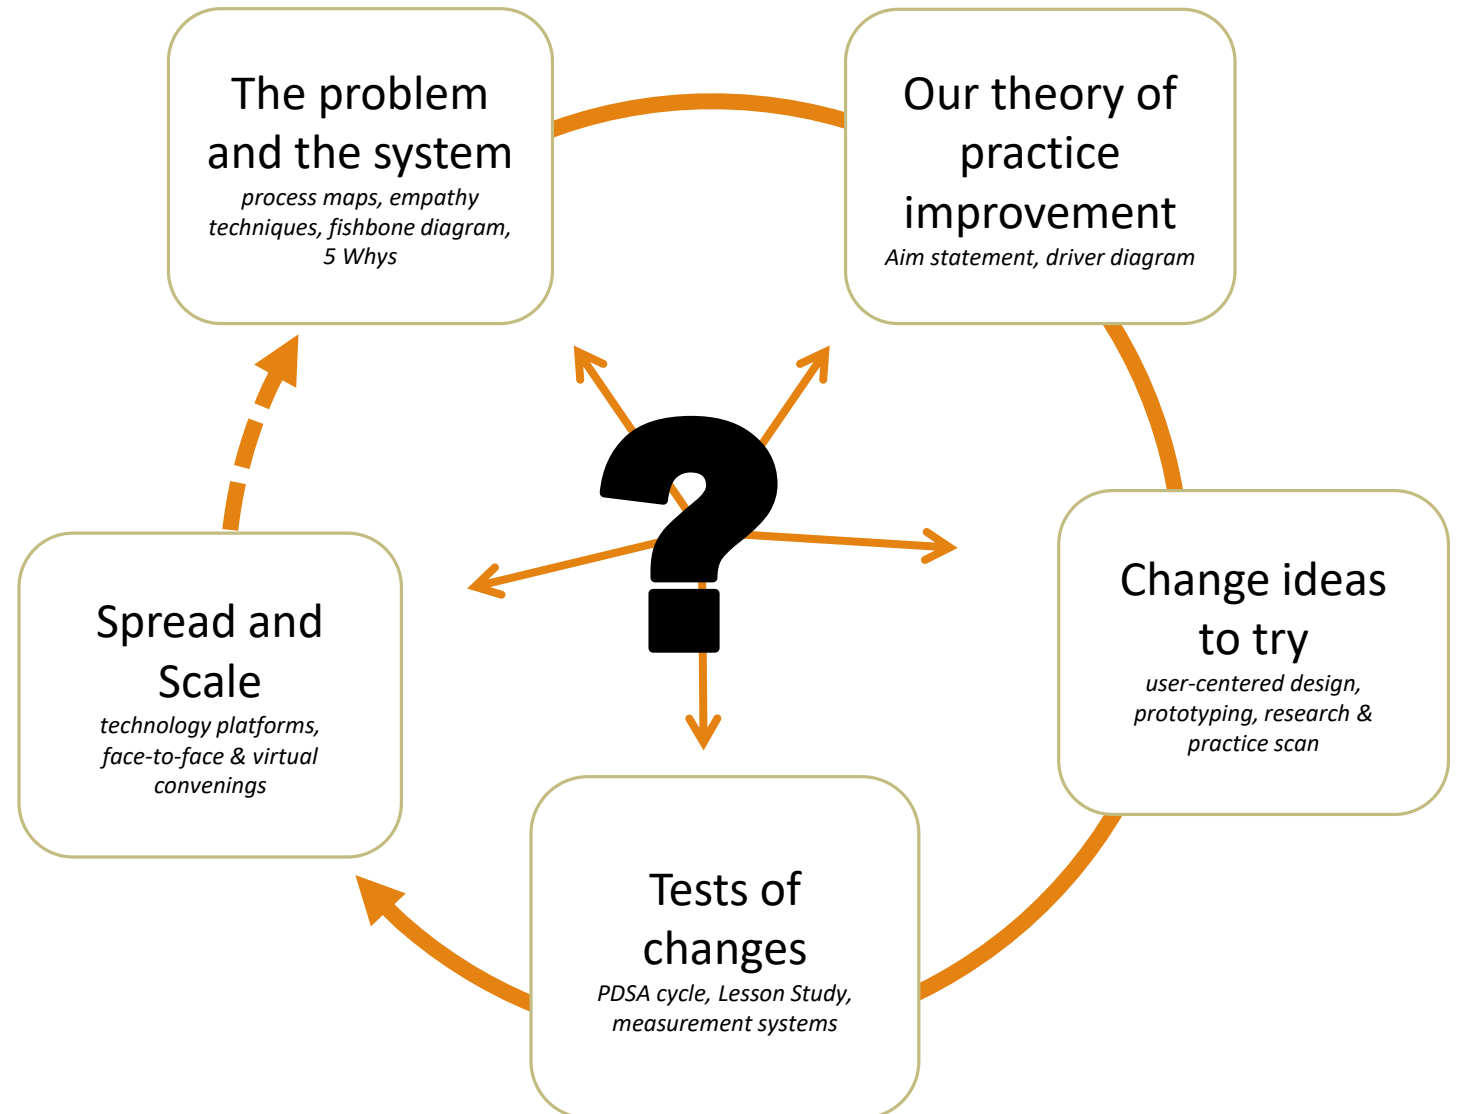 The problem
and the system
process maps, empathy
techniques, fishbone diagram,
5 Whys
Our theory of
practice
improvement
Aim statement, driver diagram
Change ideas
to try
user-centered design,
prototyping, research &
practice scan
Tests of
changes
PDSA cycle, Lesson Study,
measurement systems
Spread and
Scale
technology platforms,
face-to-face & virtual
convenings
?